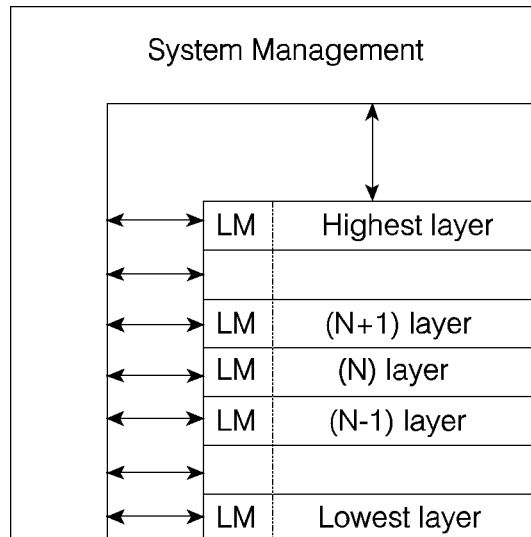 System Management
LM Highest layer
LM (N+1) layer
LM (N) layer
LM (N-1) layer
LM Lowest layer